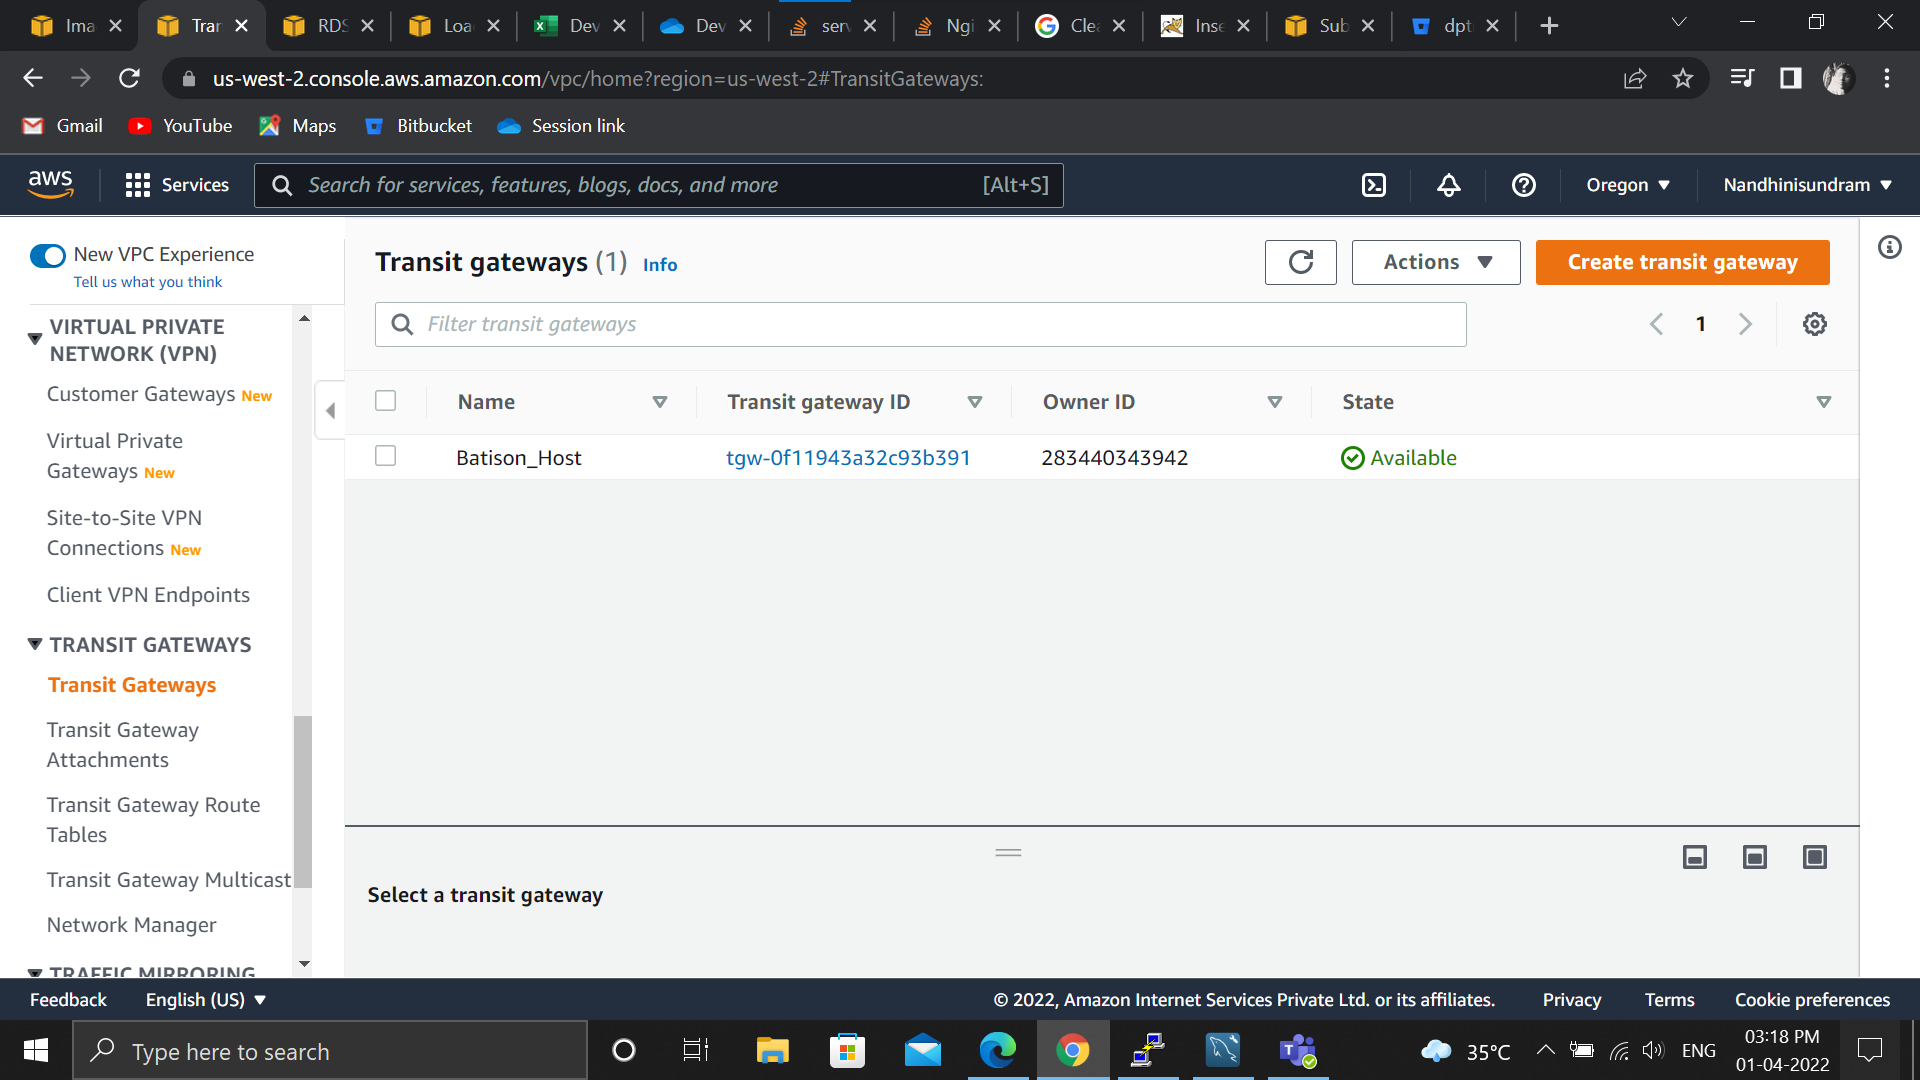 Ima
Tra
RDS
Loa
Dev
Dev
serv
Ngi
Clea
Inse
Sub
dpt
us-west-2.console.aws.amazon.com/vpc/home?region=us-west-2#TransitGateways:
Gmail
YouTube
Maps
Bitbucket
Session link
aws
Services
Search for services, features, blogs, docs, and more
[Alt+S]
Oregon
Nandhinisundram
New VPC Experience
Tell us what you think
VIRTUAL PRIVATE
NETWORK (VPN)
Customer Gateways New
Virtual Private
Gateways New
Site-to-Site VPN
Connections New
Client VPN Endpoints
TRANSIT GATEWAYS
Transit Gateways
Transit Gateway
Attachments
Transit Gateway Route
Tables
Transit Gateway Multicast
Network Manager
TRAFFIC MIRRORING
Transit gateways (1) Info
Actions
Create transit gateway
Filter transit gateways
1
Name
Transit gateway ID
Owner ID
State
Batison_Host
tgw-0f11943a32c93b391
283440343942
Available
Select a transit gateway
Feedback
English (US)
© 2022, Amazon Internet Services Private Ltd. or its affiliates.
Privacy
Terms
Cookie preferences
Type here to search
35°C
ENG
03:18 PM
01-04-2022